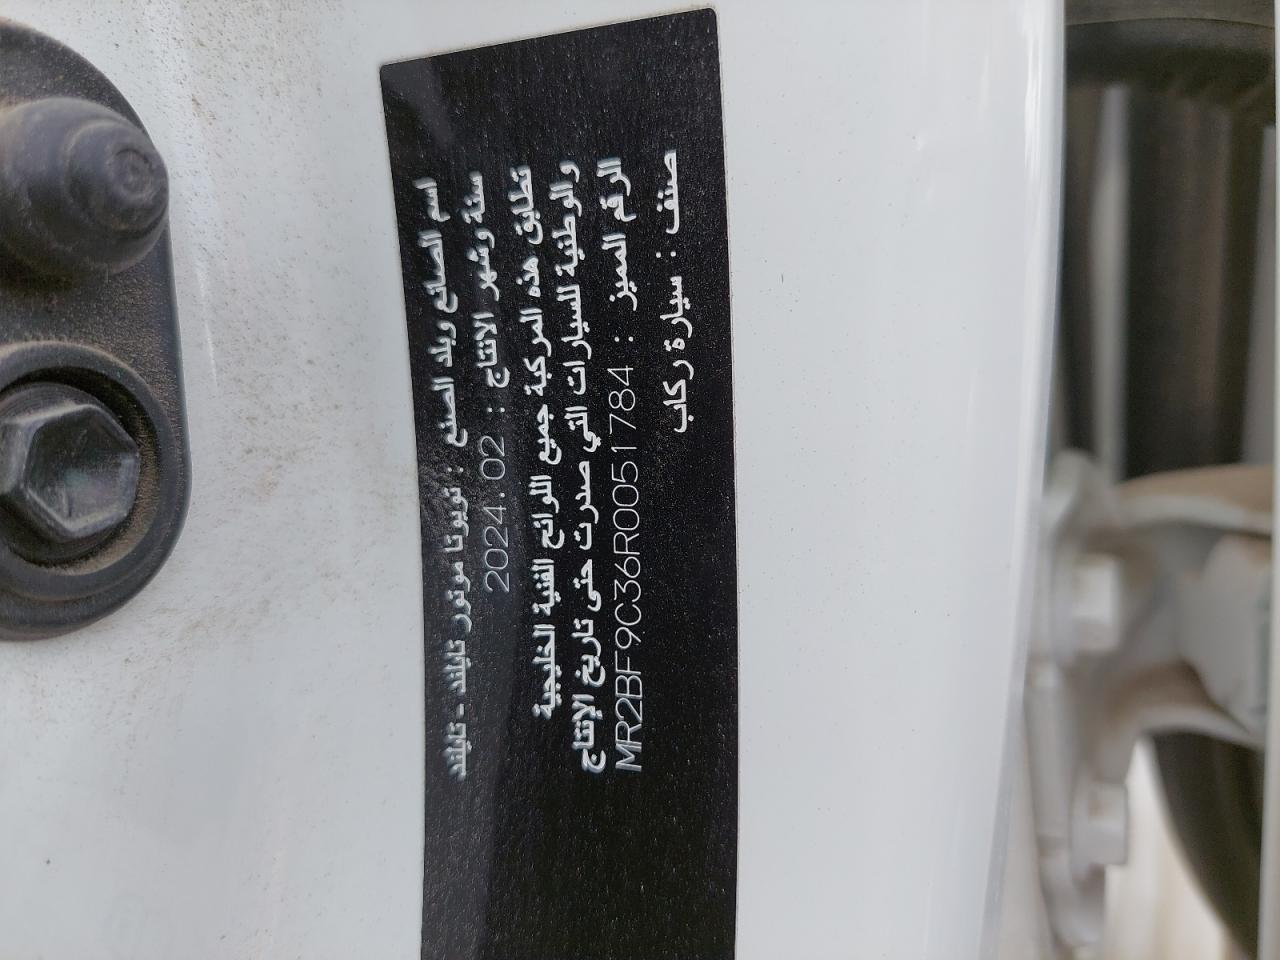 اسم الصانع وبلد الصنع : تويوتا موتور تايلند - تايلند
سنة وشهر الانتاج : 2024.02
تطابق هذه المركبة جميع اللوائح الفنية الخليجية
والوطنية للسيارات التي صدرت حتى تاريخ الإنتاج
الرقم المميز : MR2BF9C36R0051784
صنف : سيارة ركاب